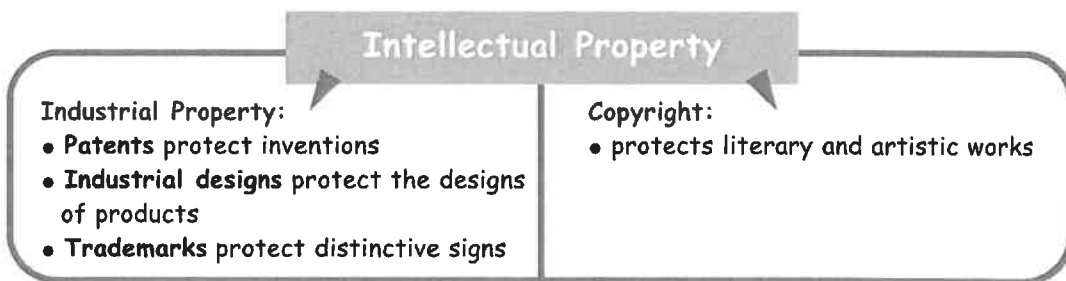 Intellectual Property
Industrial Property:
• Patents protect inventions
• Industrial designs protect the designs
of products
• Trademarks protect distinctive signs
Copyright:
• protects literary and artistic works